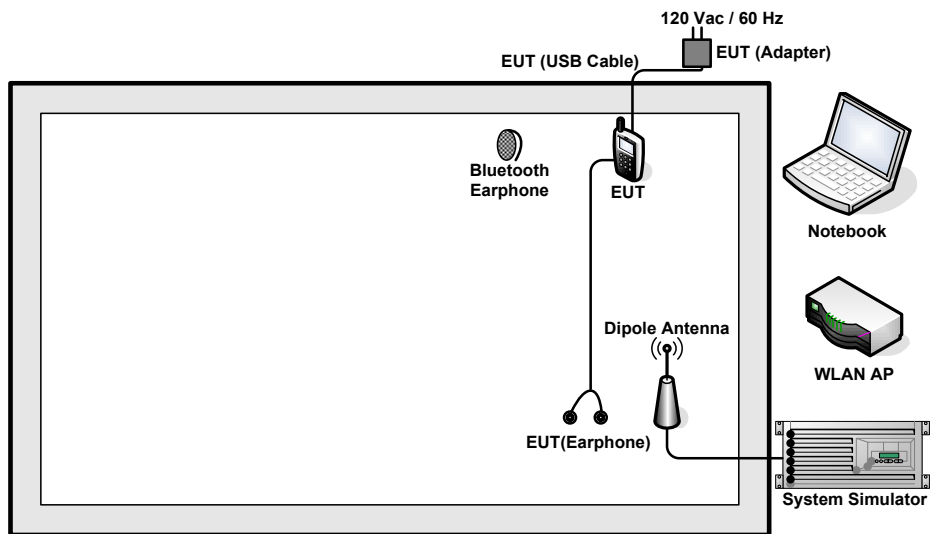 120 Vac / 60 Hz
EUT (Adapter)
EUT (USB Cable)
Bluetooth
Earphone
EUT
Notebook
Dipole Antenna
WLAN AP
EUT(Earphone)
System Simulator